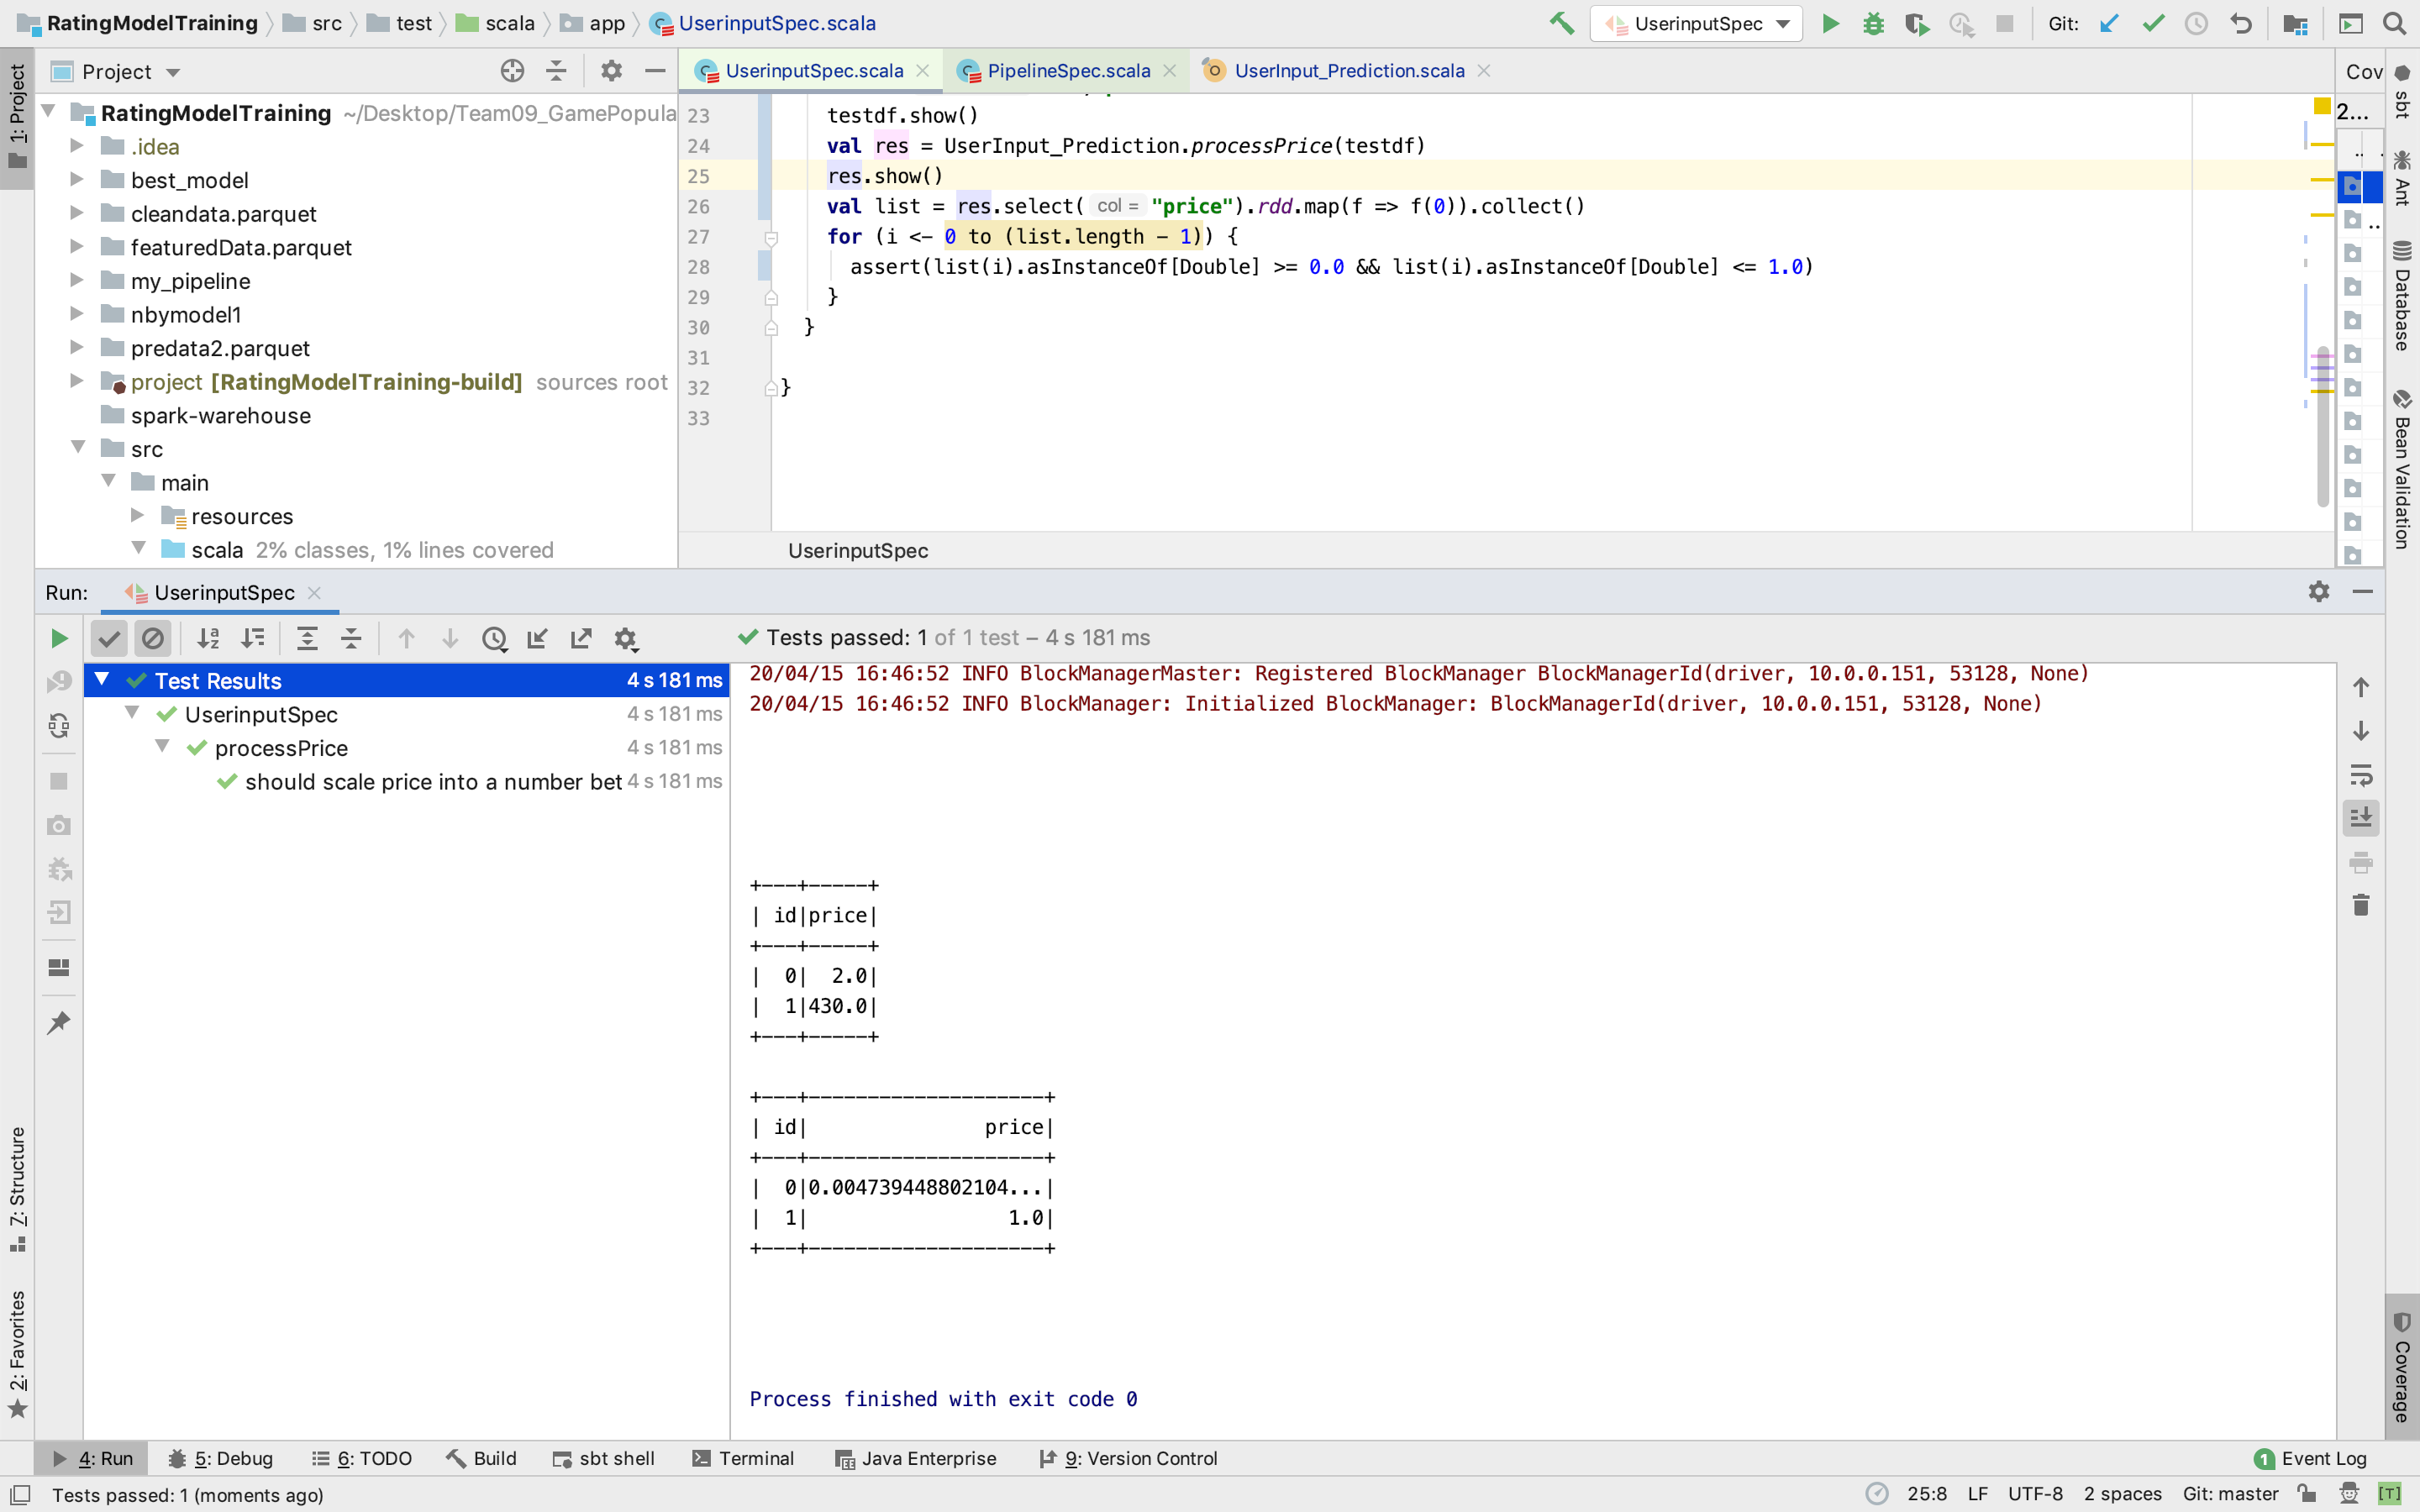 RatingModelTraining src test scala app UserinputSpec.scala UserinputSpec Git:
1: Project
Project
UserinputSpec.scala PipelineSpec.scala UserInput_Prediction.scala
Cov
RatingModelTraining ~/Desktop/Team09_GamePopula
.idea
best_model
cleandata.parquet
featuredData.parquet
my_pipeline
nbymodel1
predata2.parquet
project [RatingModelTraining-build] sources root
spark-warehouse
src
main
resources
scala 2% classes, 1% lines covered
23 testdf.show()
24 val res = UserInput_Prediction.processPrice(testdf)
25 res.show()
26 val list = res.select( col = "price").rdd.map(f => f(0)).collect()
27 for (i <- 0 to (list.length - 1)) {
28 assert(list(i).asInstanceOf[Double] >= 0.0 && list(i).asInstanceOf[Double] <= 1.0)
29 }
30 }
31
32 }
33
UserinputSpec
2...
sbt
Ant
Database
Bean Validation
Coverage
Run: UserinputSpec
Tests passed: 1 of 1 test – 4 s 181 ms
Test Results 4 s 181 ms
UserinputSpec 4 s 181 ms
processPrice 4 s 181 ms
should scale price into a number bet 4 s 181 ms
20/04/15 16:46:52 INFO BlockManagerMaster: Registered BlockManager BlockManagerId(driver, 10.0.0.151, 53128, None)
20/04/15 16:46:52 INFO BlockManager: Initialized BlockManager: BlockManagerId(driver, 10.0.0.151, 53128, None)
+---+-----+
| id|price|
+---+-----+
|  0|  2.0|
|  1|430.0|
+---+-----+
+---+--------------------+
| id|               price|
+---+--------------------+
|  0|0.004739448802104...|
|  1|                 1.0|
+---+--------------------+
Process finished with exit code 0
7: Structure
2: Favorites
4: Run 5: Debug 6: TODO Build sbt shell Terminal Java Enterprise 9: Version Control 1 Event Log
Tests passed: 1 (moments ago) 25:8 LF UTF-8 2 spaces Git: master [T]